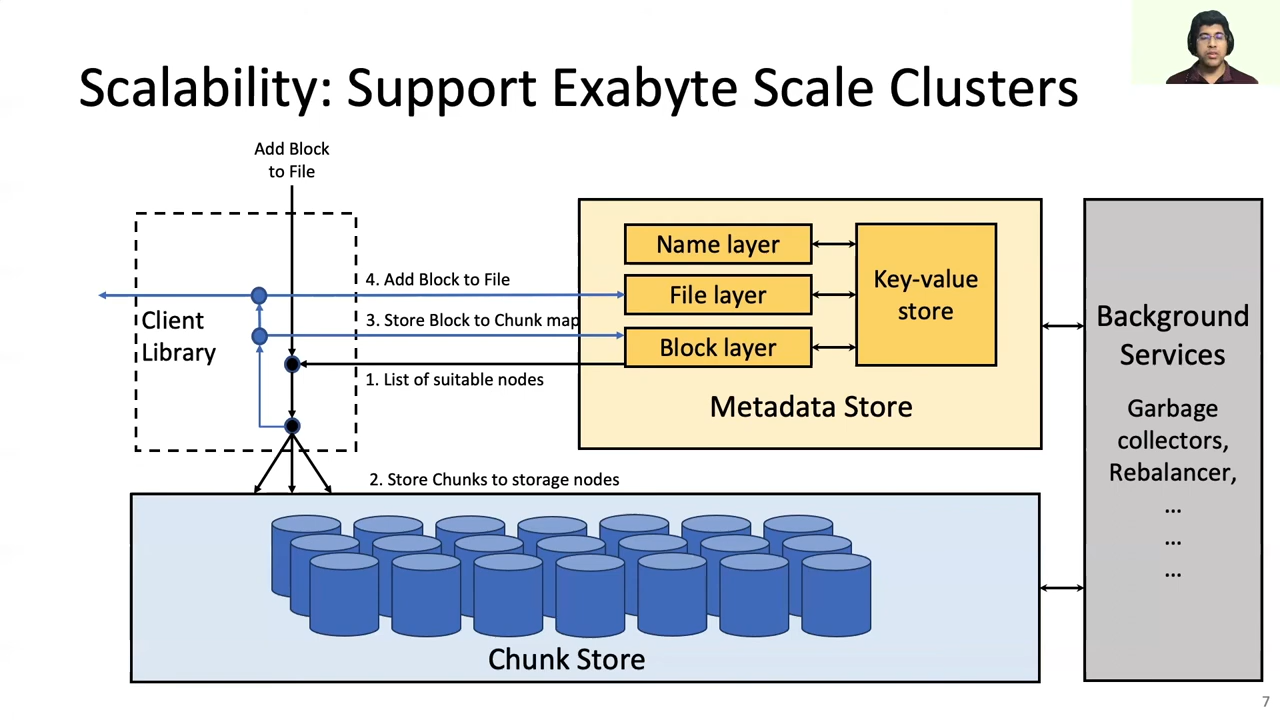 Scalability: Support Exabyte Scale Clusters
Add Block
to File
Name layer
4. Add Block to File
File layer
Key-value
store
3. Store Block to Chunk map
Client
Library
Block layer
1. List of suitable nodes
Metadata Store
Background
Services
Garbage
collectors,
Rebalancer,
...
...
...
2. Store Chunks to storage nodes
Chunk Store
7